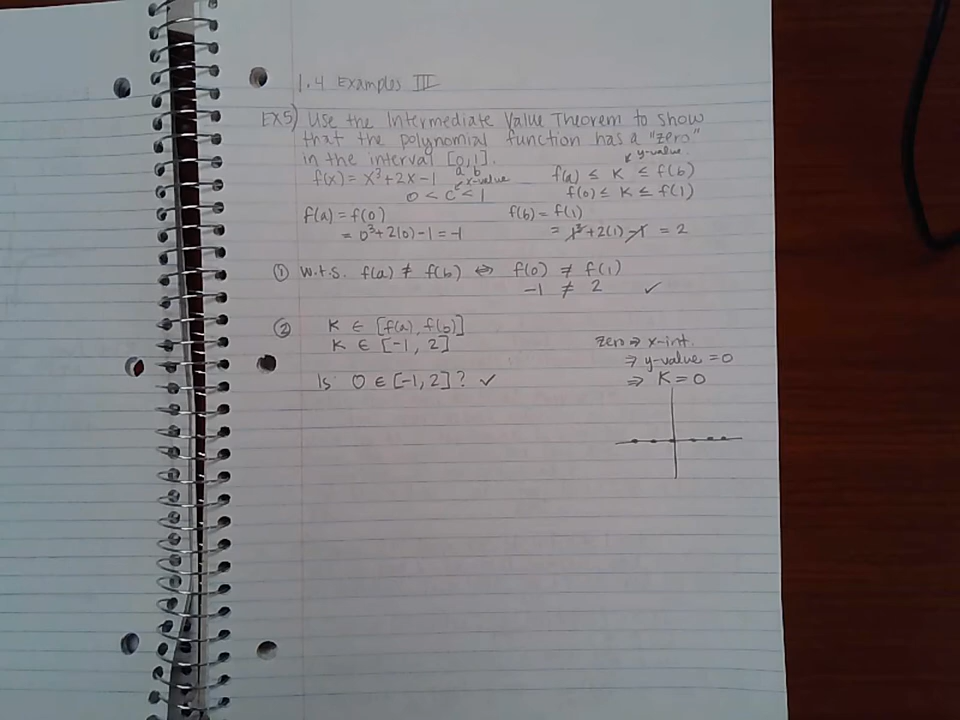 1.4 Examples III
EX5) Use the Intermediate Value Theorem to show
that the polynomial function has a "zero"
in the interval [0,1].
a b
y-value
f(x) = x³+2x-1
x-value
f(a) ≤ K ≤ f(b)
0 < c < 1
f(0) ≤ K ≤ f(1)
f(a) = f(0)
f(b) = f(1)
= 0³+2(0)-1 = -1
= 1³+2(1)-1 = 2
① W.T.S. f(a) ≠ f(b) ⇔ f(0) ≠ f(1)
-1 ≠ 2 ✓
② K ∈ [f(a), f(b)]
K ∈ [-1, 2]
zero ⇒ x-int.
⇒ y-value = 0
Is 0 ∈ [-1, 2]? ✓
⇒ K = 0